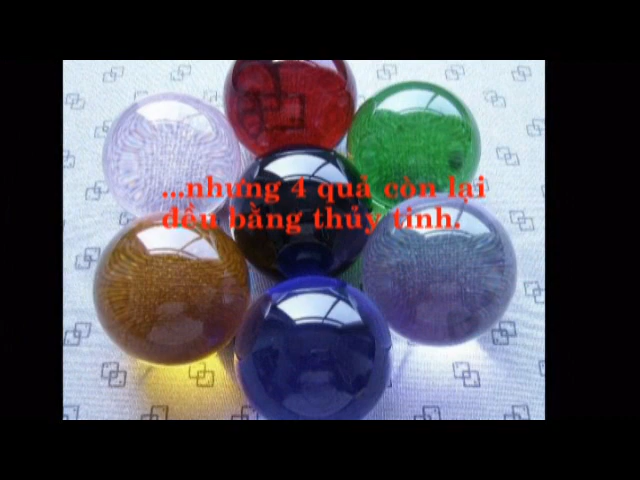 ...nhưng 4 quả còn lại
đều bằng thủy tinh.